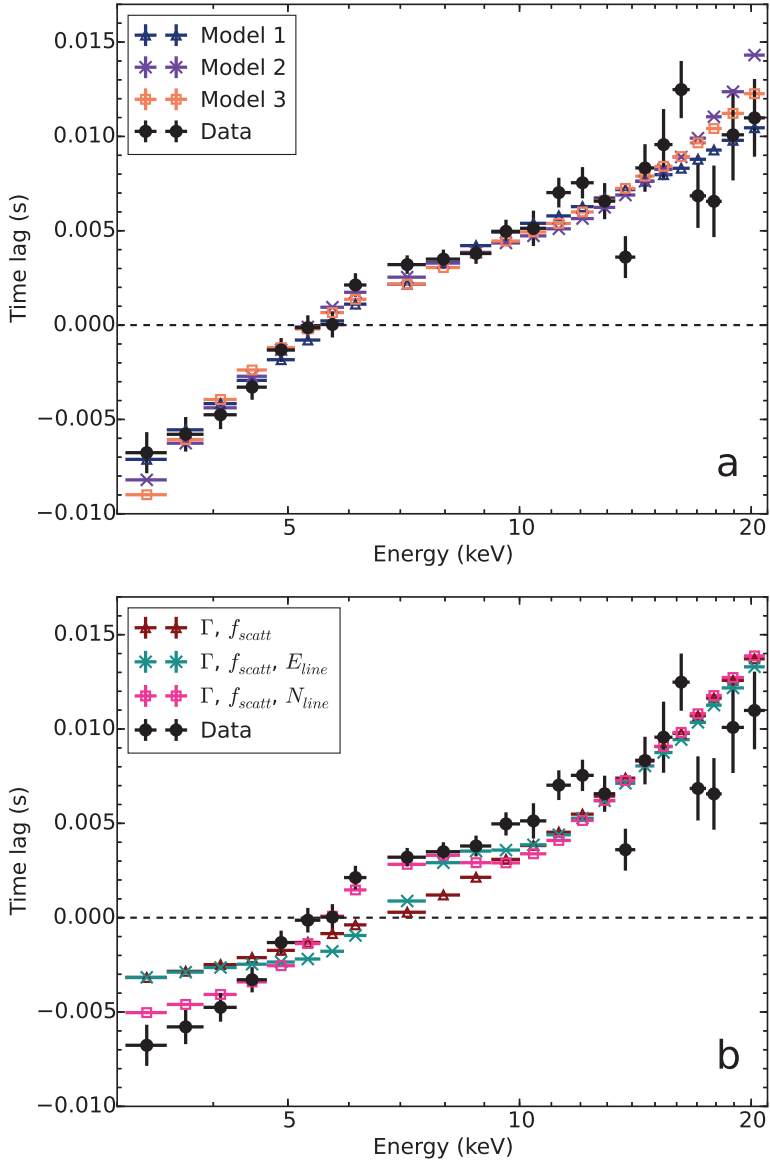 0.015
0.010
0.005
0.000
−0.005
−0.010
Time lag (s)
Model 1
Model 2
Model 3
Data
a
5
10
20
Energy (keV)
0.015
0.010
0.005
0.000
−0.005
−0.010
Time lag (s)
Γ, f_scatt
Γ, f_scatt, E_line
Γ, f_scatt, N_line
Data
b
5
10
20
Energy (keV)